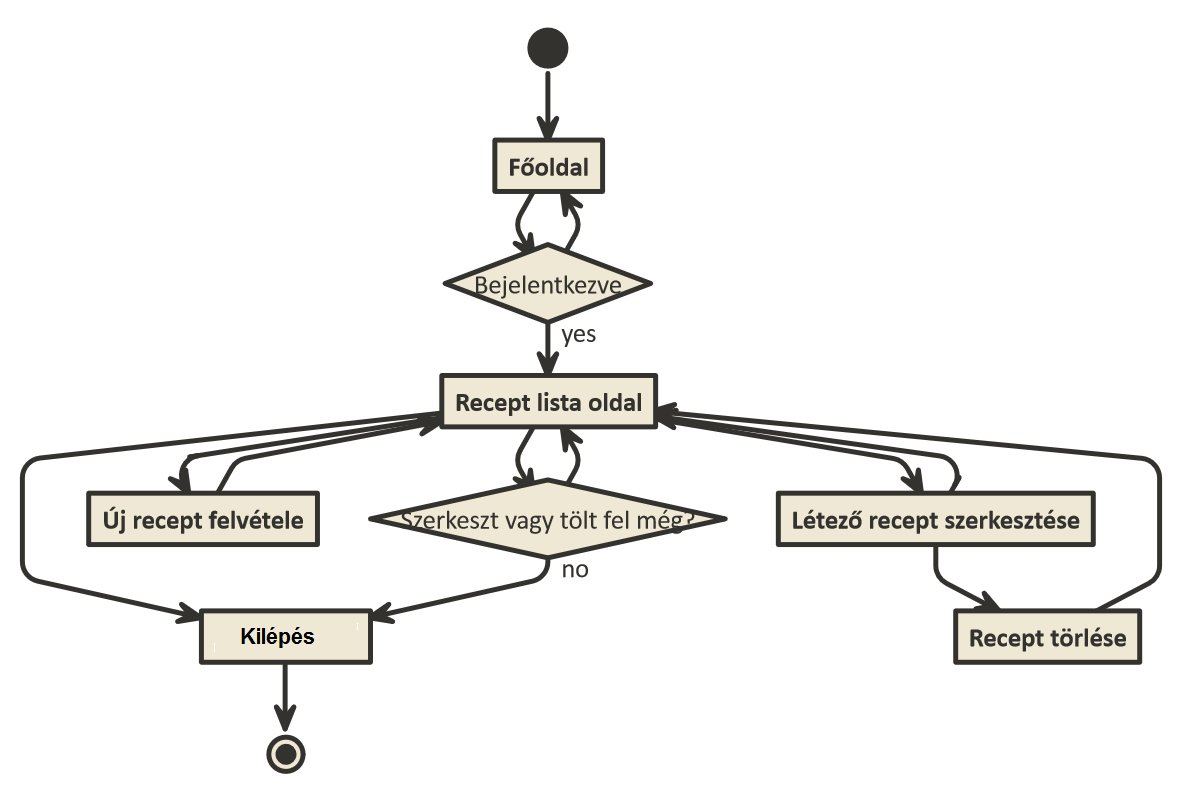 Főoldal
Bejelentkezve
yes
Recept lista oldal
Új recept felvétele
Szerkeszt vagy tölt fel még?
Létező recept szerkesztése
no
Kilépés
Recept törlése